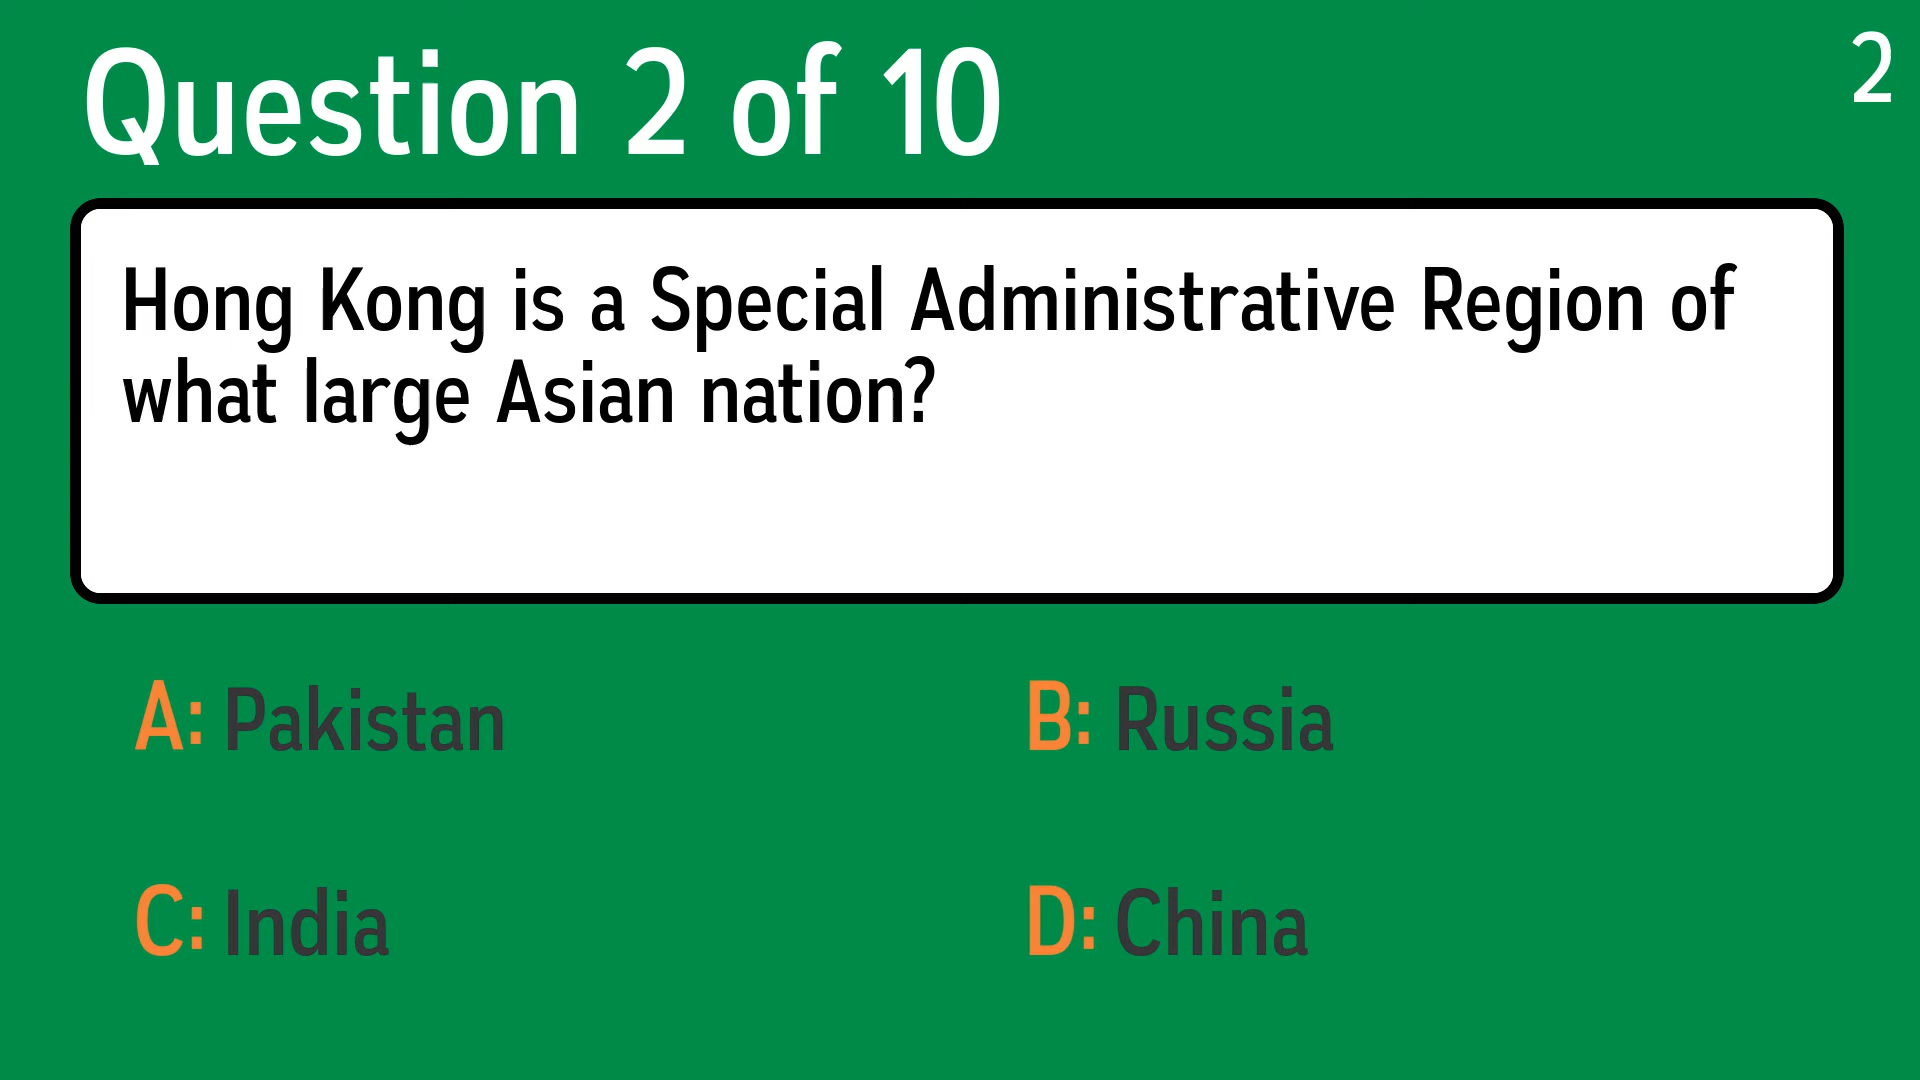 Question 2 of 10
2
Hong Kong is a Special Administrative Region of
what large Asian nation?
A: Pakistan
B: Russia
C: India
D: China